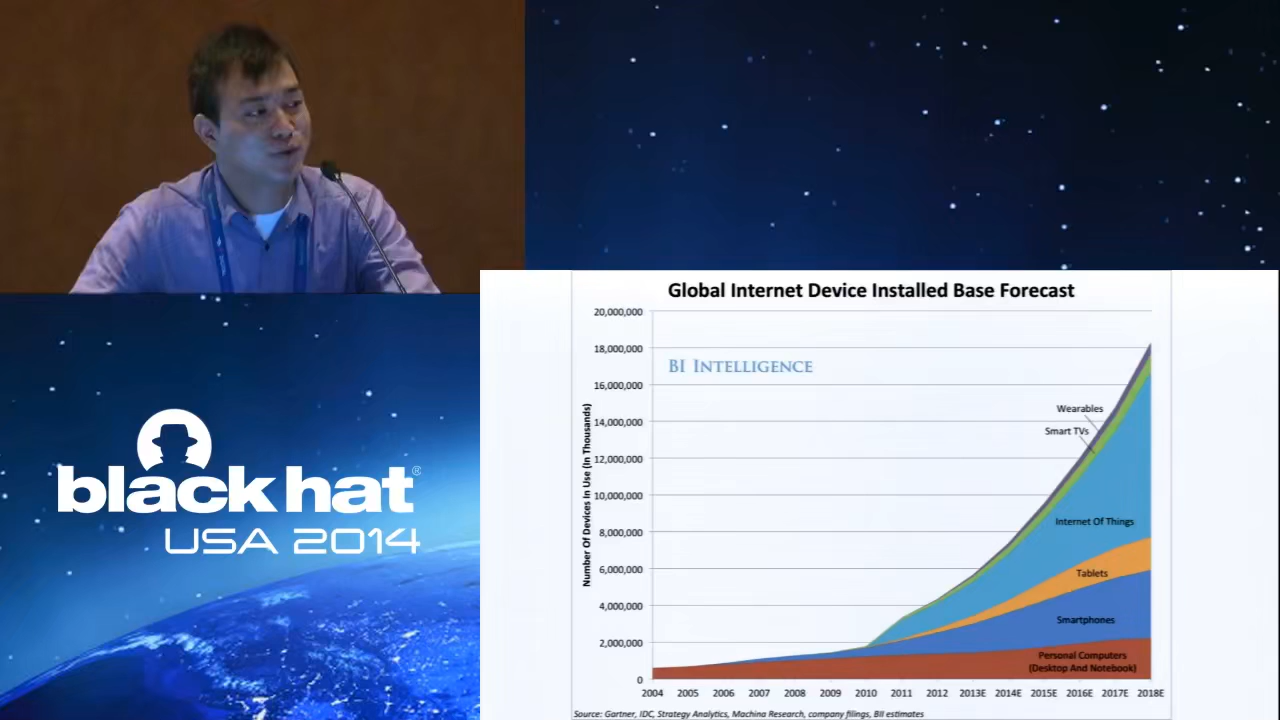 Global Internet Device Installed Base Forecast
BI INTELLIGENCE
Number Of Devices In Use (In Thousands)
20,000,000
18,000,000
16,000,000
14,000,000
12,000,000
10,000,000
8,000,000
6,000,000
4,000,000
2,000,000
0
Wearables
Smart TVs
Internet Of Things
Tablets
Smartphones
Personal Computers
(Desktop And Notebook)
2004 2005 2006 2007 2008 2009 2010 2011 2012 2013E 2014E 2015E 2016E 2017E 2018E
Source: Gartner, IDC, Strategy Analytics, Machina Research, company filings, BII estimates
black hat®
USA 2014